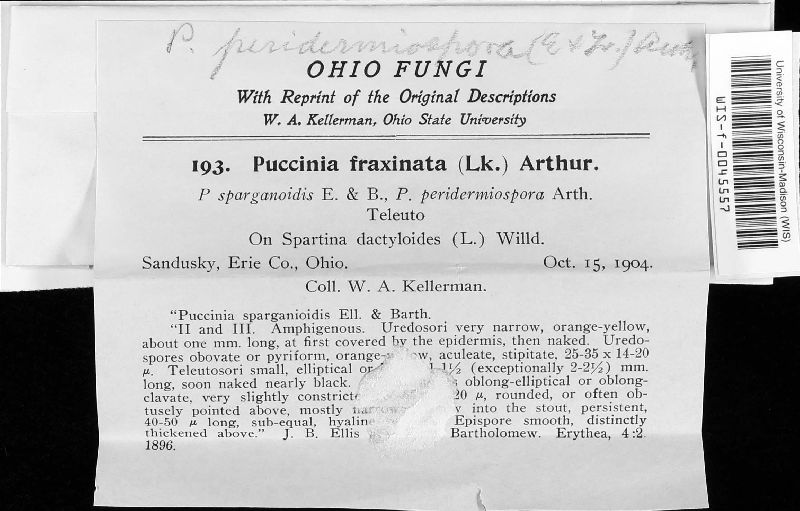 P. peridermiospora (E & Tr.)
OHIO FUNGI
With Reprint of the Original Descriptions
W. A. Kellerman, Ohio State University
193. Puccinia fraxinata (Lk.) Arthur.
P sparganoidis E. & B., P. peridermiospora Arth.
Teleuto
On Spartina dactyloides (L.) Willd.
Sandusky, Erie Co., Ohio. Oct. 15, 1904.
Coll. W. A. Kellerman.
"Puccinia sparganioidis Ell. & Barth.
"II and III. Amphigenous. Uredosori very narrow, orange-yellow,
about one mm. long, at first covered by the epidermis, then naked. Uredo-
spores obovate or pyriform, aculeate, stipitate, 25-35 x 14-20
µ. Teleutosori small, elliptical (exceptionally 2-2½) mm.
long, soon naked nearly black. oblong-elliptical or oblong-
clavate, very slightly 20 µ, rounded, or often ob-
tusely pointed above, mostly into the stout, persistent,
40-50 µ long, sub-equal, Epispore smooth, distinctly
thickened above." J. B. Ellis Bartholomew. Erythea, 4:2
1896.
University of Wisconsin-Madison (WIS)
WIS-f-0045557